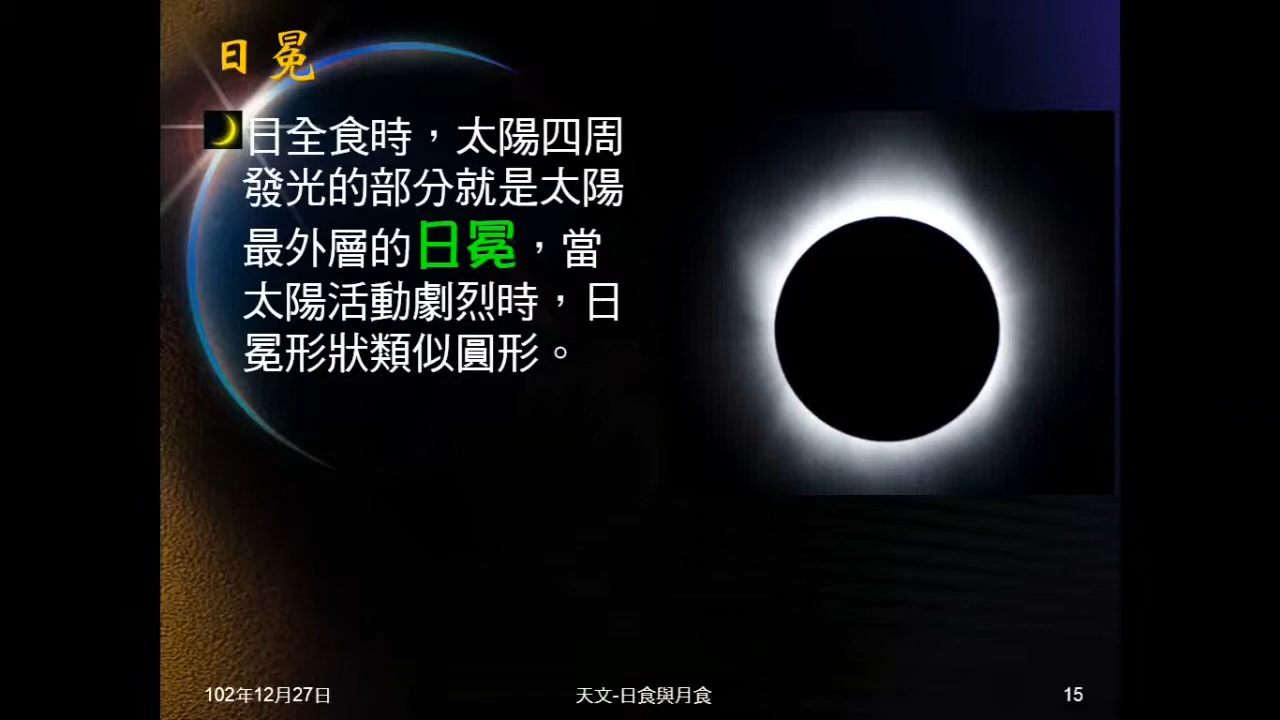 日冕
日全食時，太陽四周
發光的部分就是太陽
最外層的日冕，當
太陽活動劇烈時，日
冕形狀類似圓形。
102年12月27日
天文-日食與月食
15